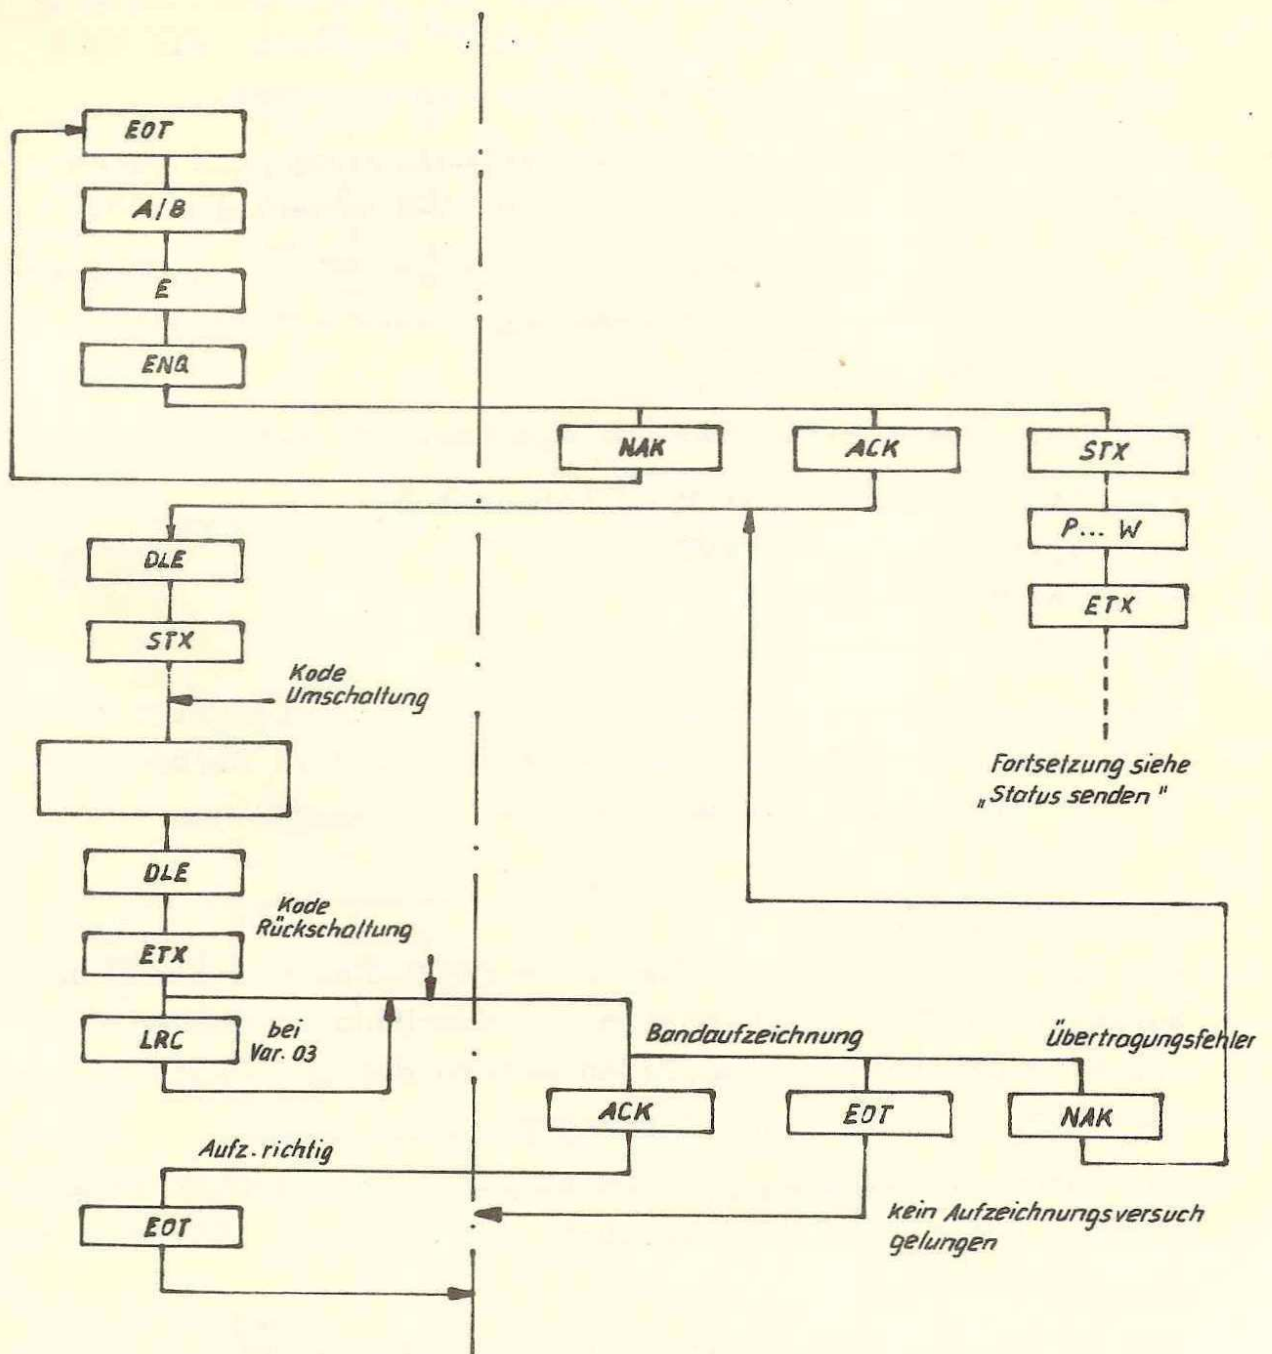 EOT
A/B
E
ENQ
NAK
ACK
STX
P... W
ETX
DLE
STX
Kode
Umschaltung
Fortsetzung siehe
„Status senden"
DLE
Kode
Rückschaltung
ETX
LRC
bei
Var. 03
Bandaufzeichnung
Übertragungsfehler
ACK
EOT
NAK
Aufz. richtig
EOT
kein Aufzeichnungsversuch
gelungen